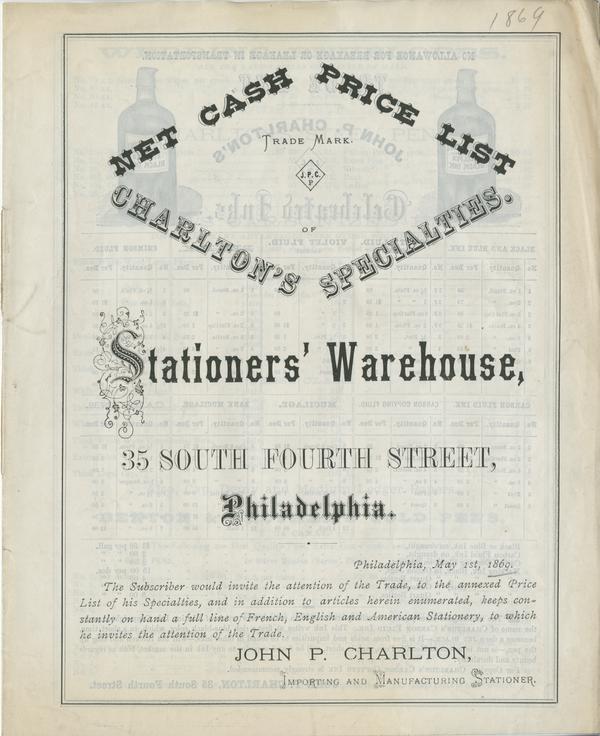 1869
NET CASH PRICE LIST
TRADE MARK.
J.P.C.
P
OF
CHARLTON'S SPECIALTIES.
Stationers' Warehouse,
35 SOUTH FOURTH STREET,
Philadelphia.
Philadelphia, May 1st, 1869.
The Subscriber would invite the attention of the Trade, to the annexed Price
List of his Specialties, and in addition to articles herein enumerated, keeps con-
stantly on hand a full line of French, English and American Stationery, to which
he invites the attention of the Trade.
JOHN P. CHARLTON,
IMPORTING AND MANUFACTURING STATIONER.